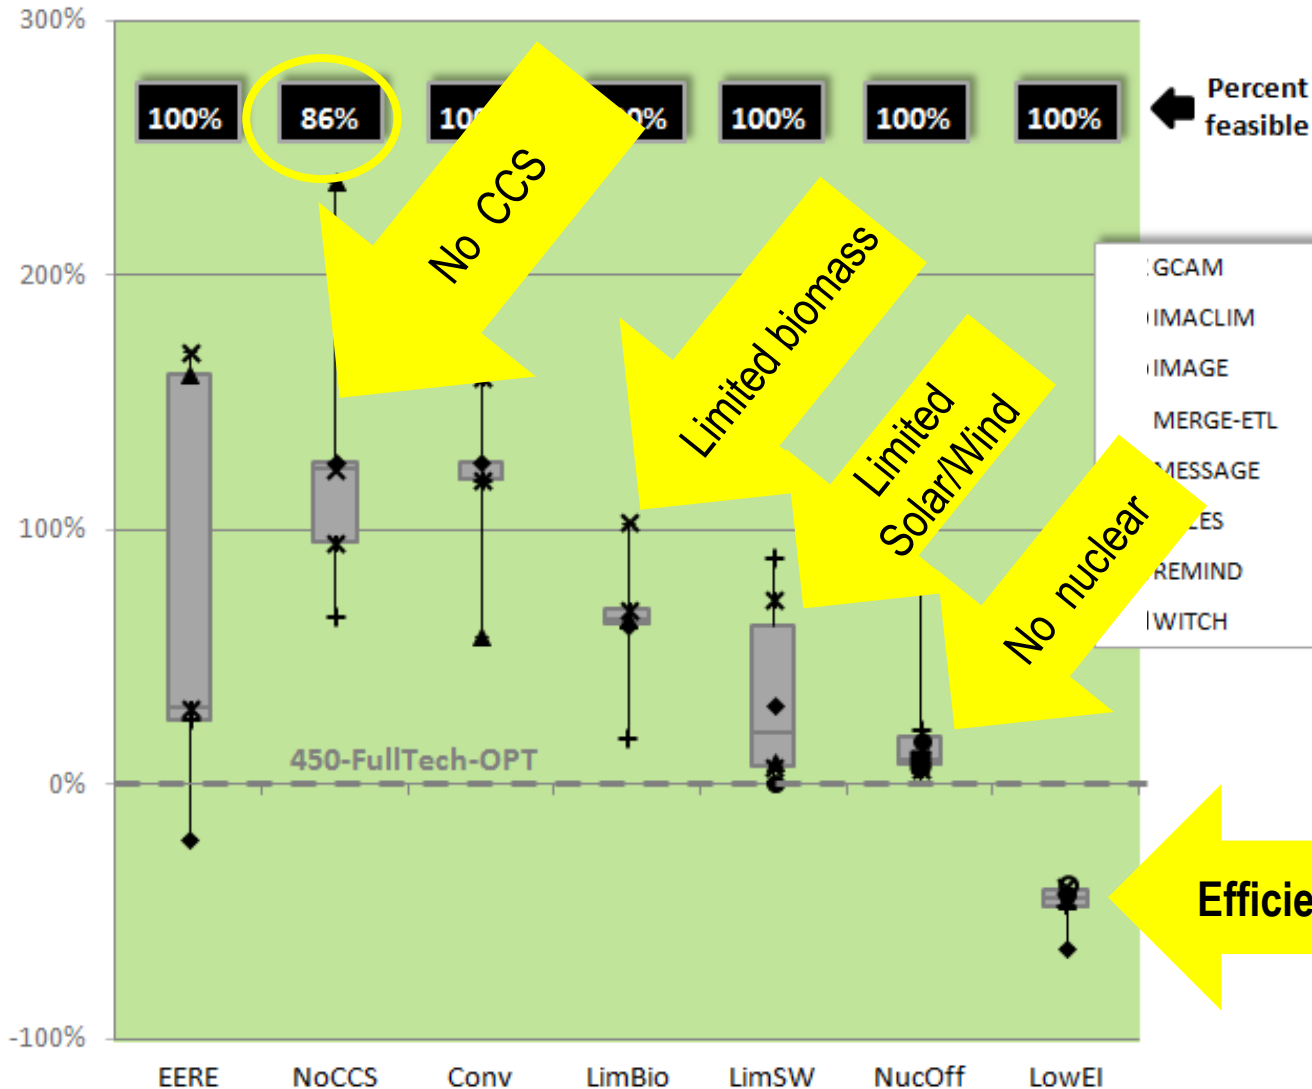 300%
100%
86%
100%
100%
100%
100%
Percent
feasible
No CCS
200%
GCAM
IMACLIM
IMAGE
MERGE-ETL
REMIND
WITCH
Limited biomass
Limited
Solar/Wind
No nuclear
100%
450-FullTech-OPT
0%
-100%
EERE
NoCCS
Conv
LimBio
LimSW
NucOff
LowEI